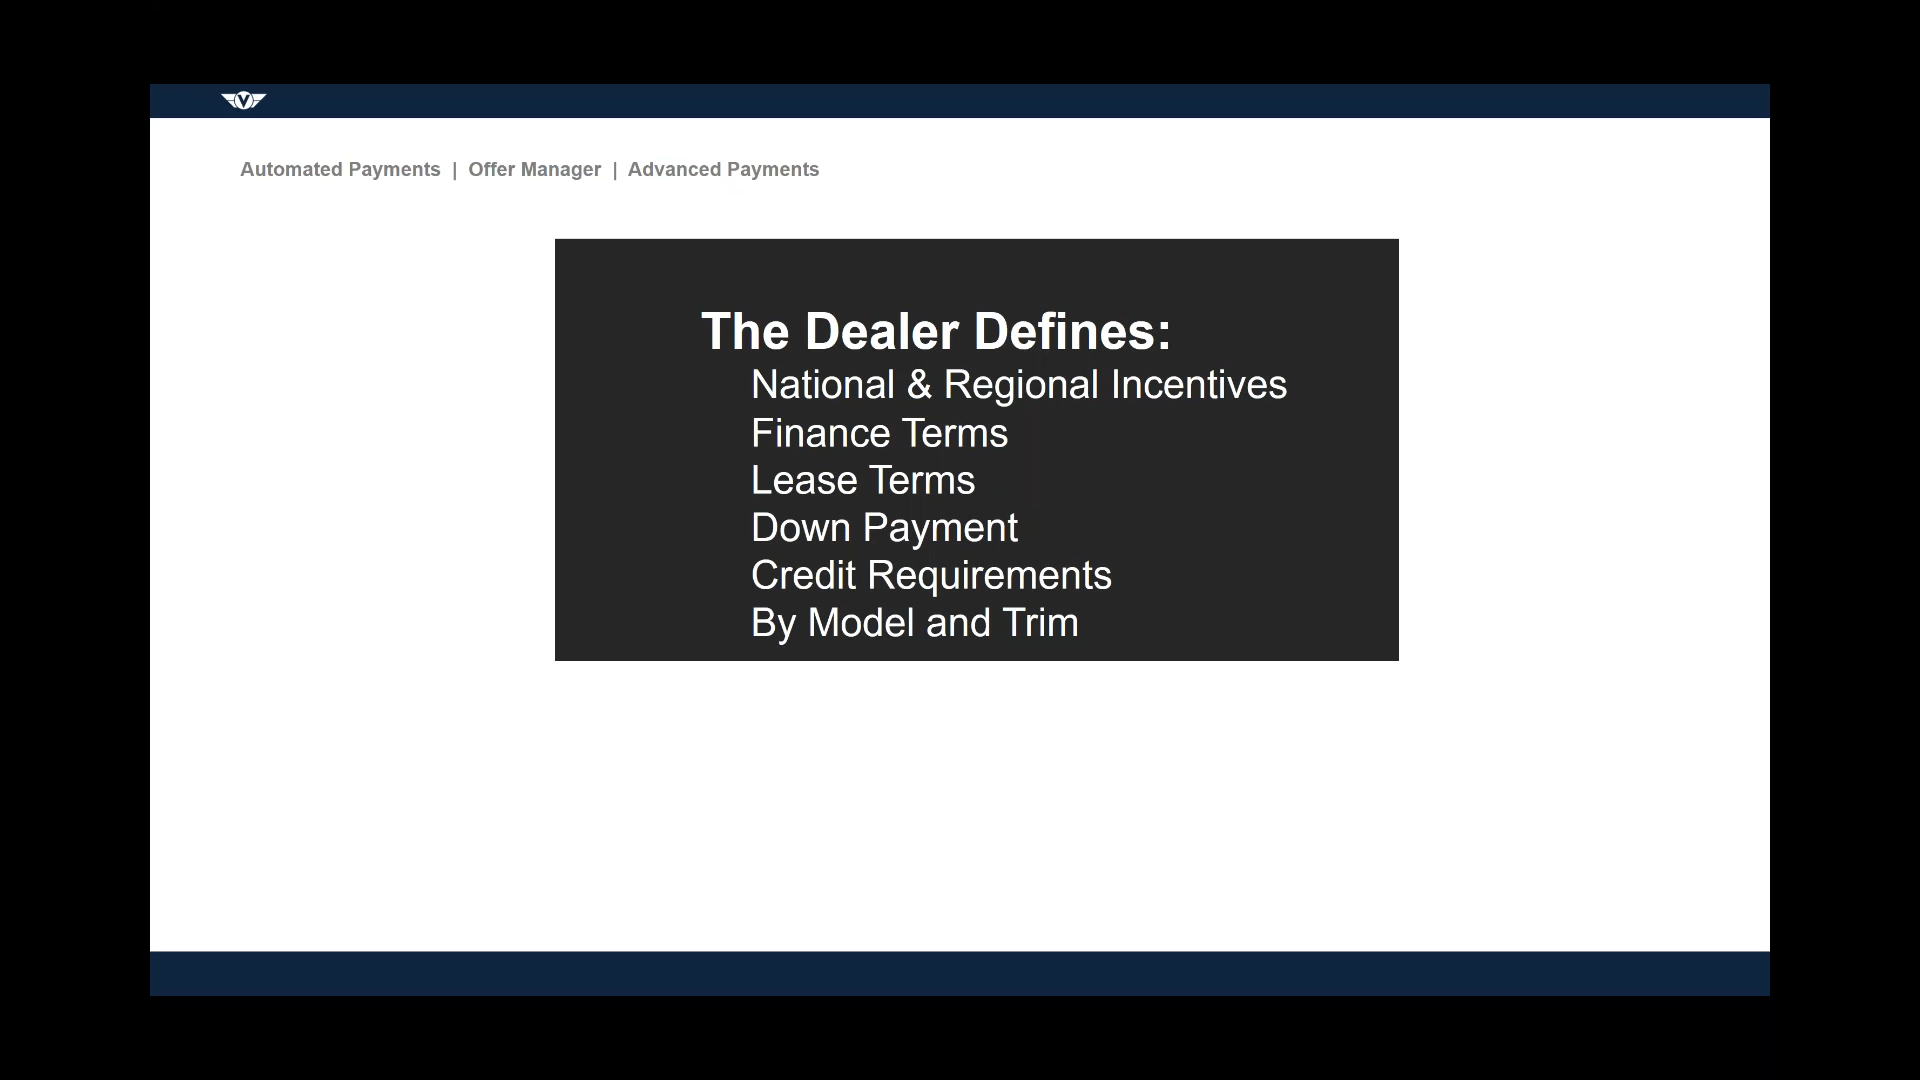 V
Automated Payments | Offer Manager | Advanced Payments
The Dealer Defines:
National & Regional Incentives
Finance Terms
Lease Terms
Down Payment
Credit Requirements
By Model and Trim